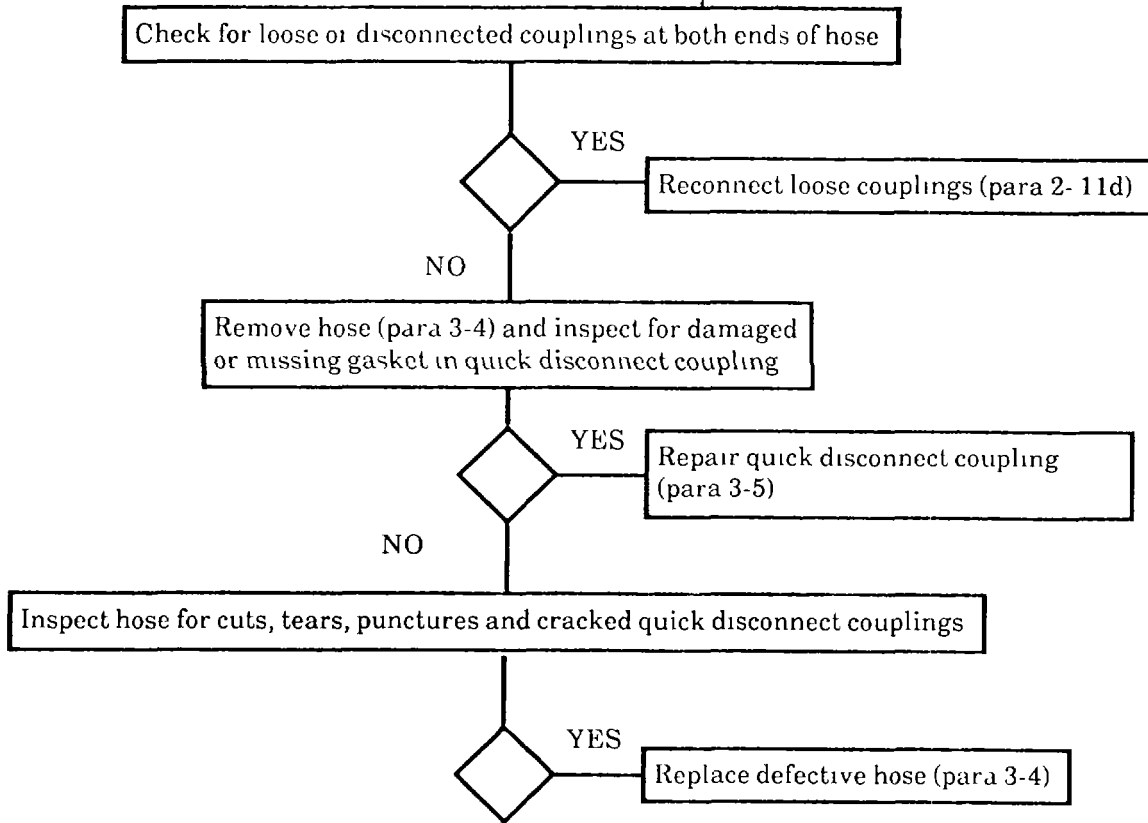 Check for loose or disconnected couplings at both ends of hose
YES
Reconnect loose couplings (para 2- 11d)
NO
Remove hose (para 3-4) and inspect for damaged
or missing gasket in quick disconnect coupling
YES
Repair quick disconnect coupling
(para 3-5)
NO
Inspect hose for cuts, tears, punctures and cracked quick disconnect couplings
YES
Replace defective hose (para 3-4)